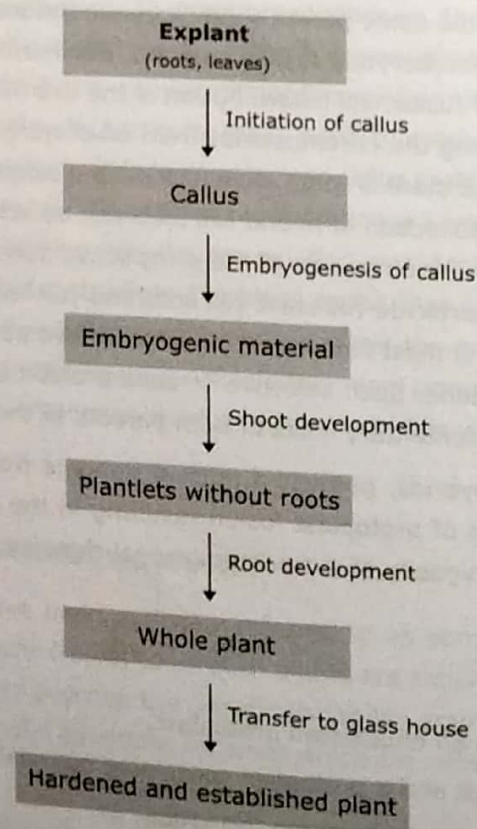 Explant
(roots, leaves)
Initiation of callus
Callus
Embryogenesis of callus
Embryogenic material
Shoot development
Plantlets without roots
Root development
Whole plant
Transfer to glass house
Hardened and established plant